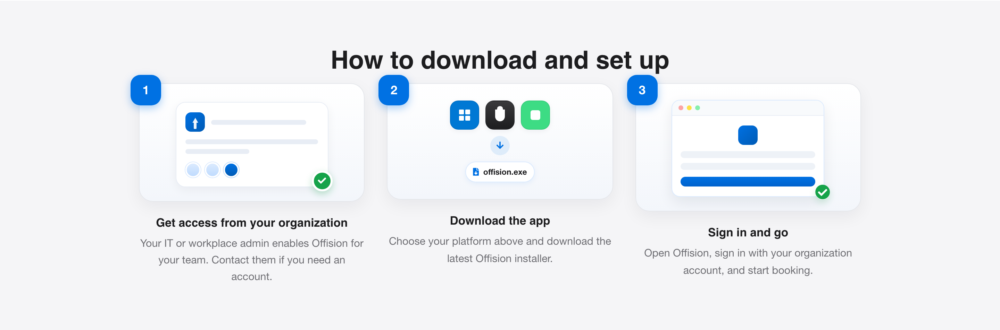 How to download and set up
1
Get access from your organization
Your IT or workplace admin enables Offision for
your team. Contact them if you need an
account.
2
offision.exe
Download the app
Choose your platform above and download the
latest Offision installer.
3
Sign in and go
Open Offision, sign in with your organization
account, and start booking.